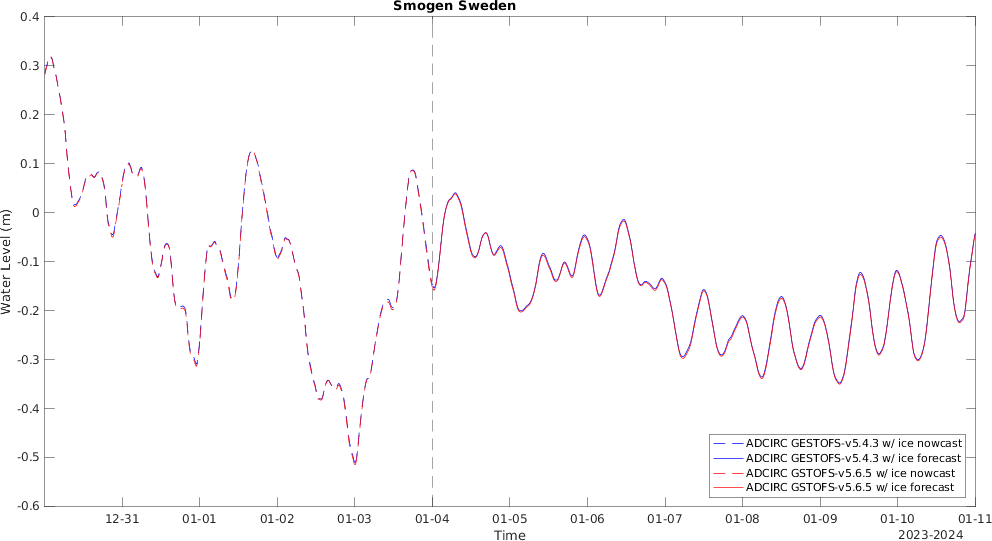 Smogen Sweden
0.4
0.3
0.2
0.1
0
-0.1
-0.2
-0.3
-0.4
-0.5
-0.6
Water Level (m)
ADCIRC GESTOFS-v5.4.3 w/ ice nowcast
ADCIRC GESTOFS-v5.4.3 w/ ice forecast
ADCIRC GSTOFS-v5.6.5 w/ ice nowcast
ADCIRC GSTOFS-v5.6.5 w/ ice forecast
12-31 01-01 01-02 01-03 01-04 01-05 01-06 01-07 01-08 01-09 01-10 01-11
Time
2023-2024